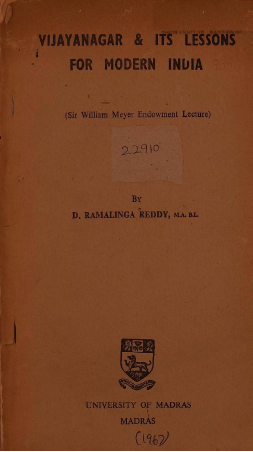 VIJAYANAGAR & ITS LESSONS
FOR MODERN INDIA
(Sir William Meyer Endowment Lecture)
22910
BY
D. RAMALINGA REDDY, M.A. B.L.
UNIVERSITY OF MADRAS
MADRAS
(1962)